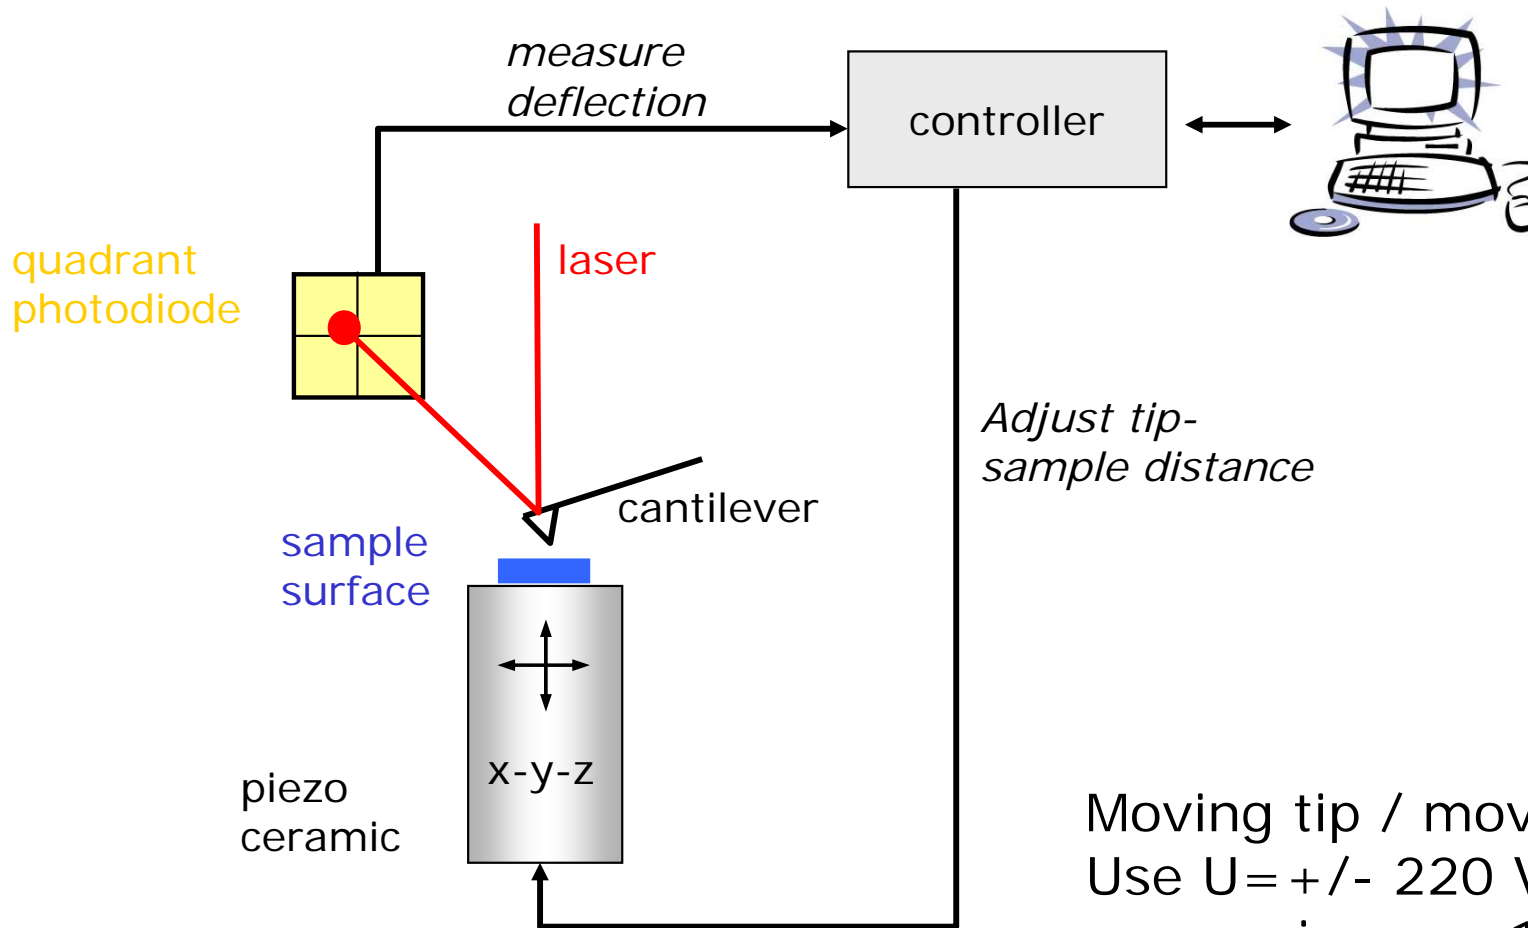 measure
deflection
controller
quadrant
photodiode
laser
Adjust tip-
sample distance
cantilever
sample
surface
x-y-z
piezo
ceramic
Moving tip / mov
Use U=+/- 220 V